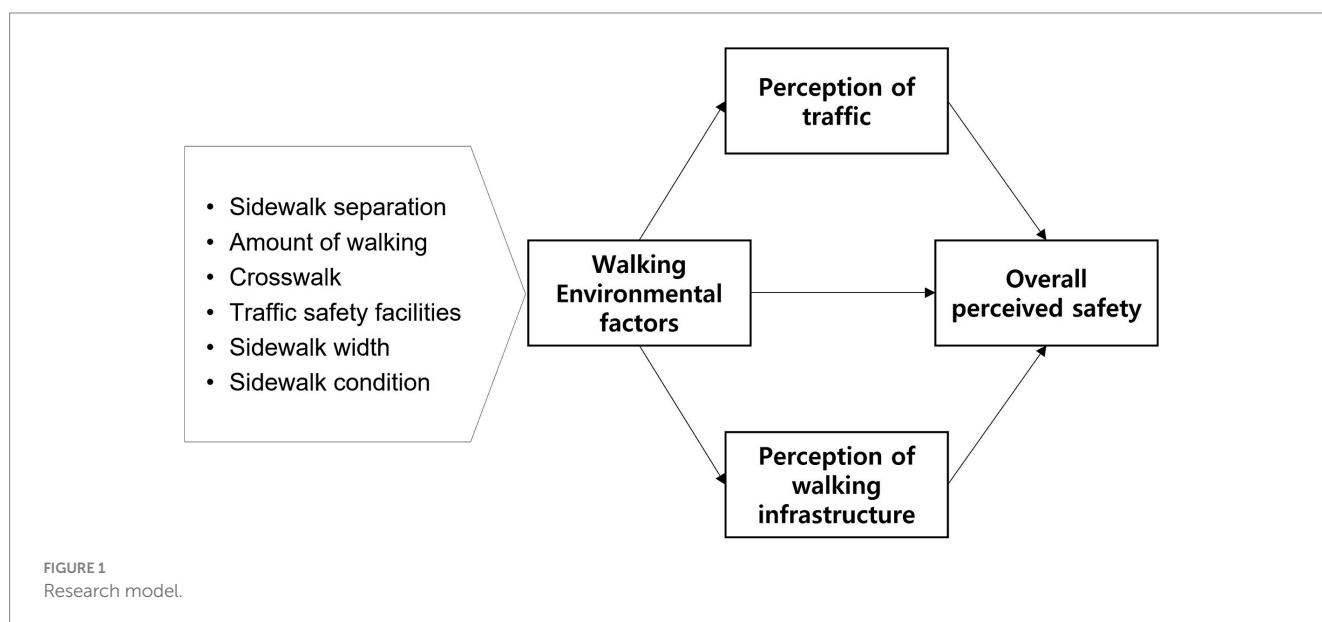 • Sidewalk separation
• Amount of walking
• Crosswalk
• Traffic safety facilities
• Sidewalk width
• Sidewalk condition
Walking
Environmental
factors
Perception of
traffic
Perception of
walking
infrastructure
Overall
perceived safety
FIGURE 1
Research model.